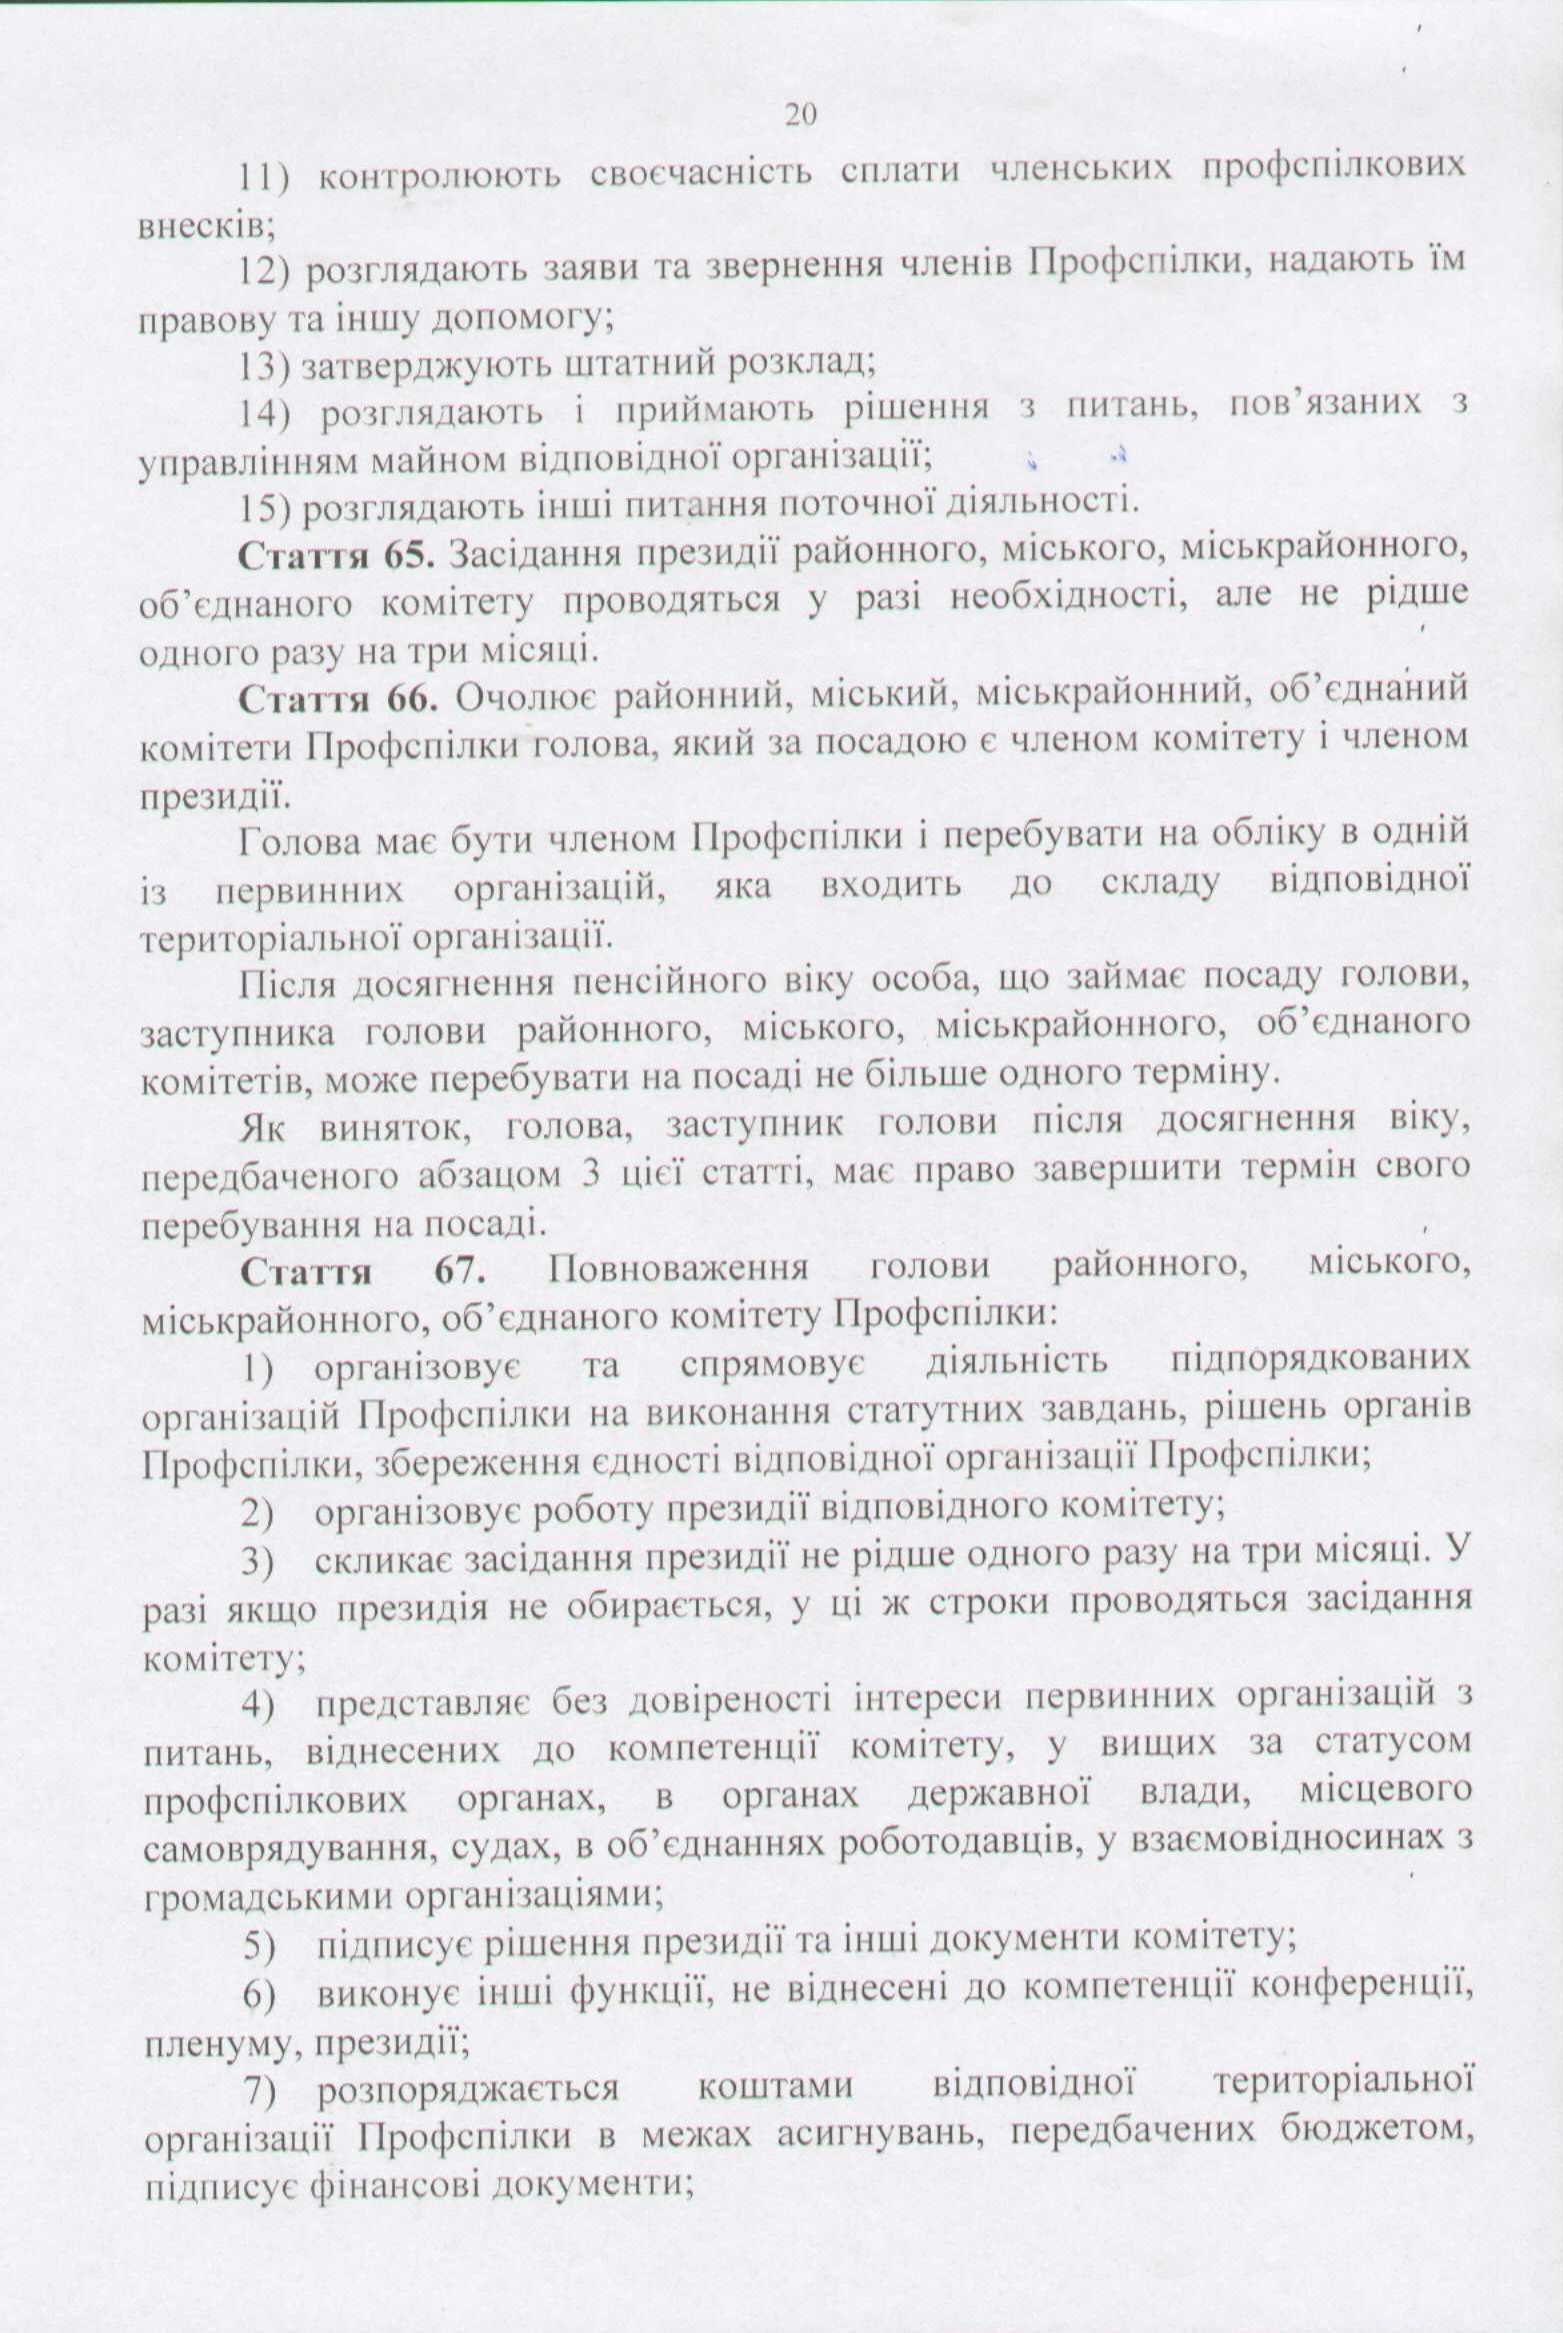 20
11) контролюють своєчасність сплати членських профспілкових
внесків;
12) розглядають заяви та звернення членів Профспілки, надають їм
правову та іншу допомогу;
13) затверджують штатний розклад;
14) розглядають і приймають рішення з питань, пов’язаних з
управлінням майном відповідної організації;
15) розглядають інші питання поточної діяльності.
Стаття 65. Засідання президії районного, міського, міськрайонного,
об’єднаного комітету проводяться у разі необхідності, але не рідше
одного разу на три місяці.
Стаття 66. Очолює районний, міський, міськрайонний, об’єднаний
комітети Профспілки голова, який за посадою є членом комітету і членом
президії.
Голова має бути членом Профспілки і перебувати на обліку в одній
із первинних організацій, яка входить до складу відповідної
територіальної організації.
Після досягнення пенсійного віку особа, що займає посаду голови,
заступника голови районного, міського, міськрайонного, об’єднаного
комітетів, може перебувати на посаді не більше одного терміну.
Як виняток, голова, заступник голови після досягнення віку,
передбаченого абзацом 3 цієї статті, має право завершити термін свого
перебування на посаді.
Стаття 67. Повноваження голови районного, міського,
міськрайонного, об’єднаного комітету Профспілки:
1) організовує та спрямовує діяльність підпорядкованих
організацій Профспілки на виконання статутних завдань, рішень органів
Профспілки, збереження єдності відповідної організації Профспілки;
2) організовує роботу президії відповідного комітету;
3) скликає засідання президії не рідше одного разу на три місяці. У
разі якщо президія не обирається, у ці ж строки проводяться засідання
комітету;
4) представляє без довіреності інтереси первинних організацій з
питань, віднесених до компетенції комітету, у вищих за статусом
профспілкових органах, в органах державної влади, місцевого
самоврядування, судах, в об’єднаннях роботодавців, у взаємовідносинах з
громадськими організаціями;
5) підписує рішення президії та інші документи комітету;
6) виконує інші функції, не віднесені до компетенції конференції,
пленуму, президії;
7) розпоряджається коштами відповідної територіальної
організації Профспілки в межах асигнувань, передбачених бюджетом,
підписує фінансові документи;